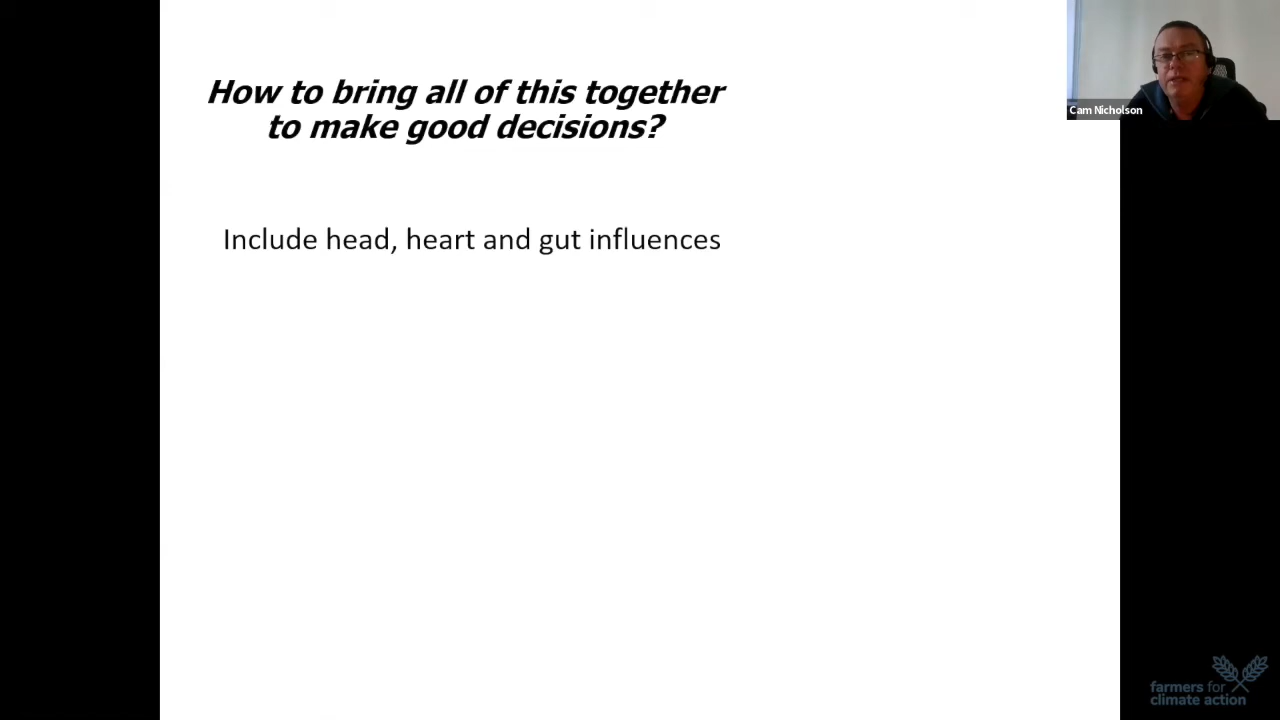 How to bring all of this together
to make good decisions?
Cam Nicholson
Include head, heart and gut influences
farmers for
climate action